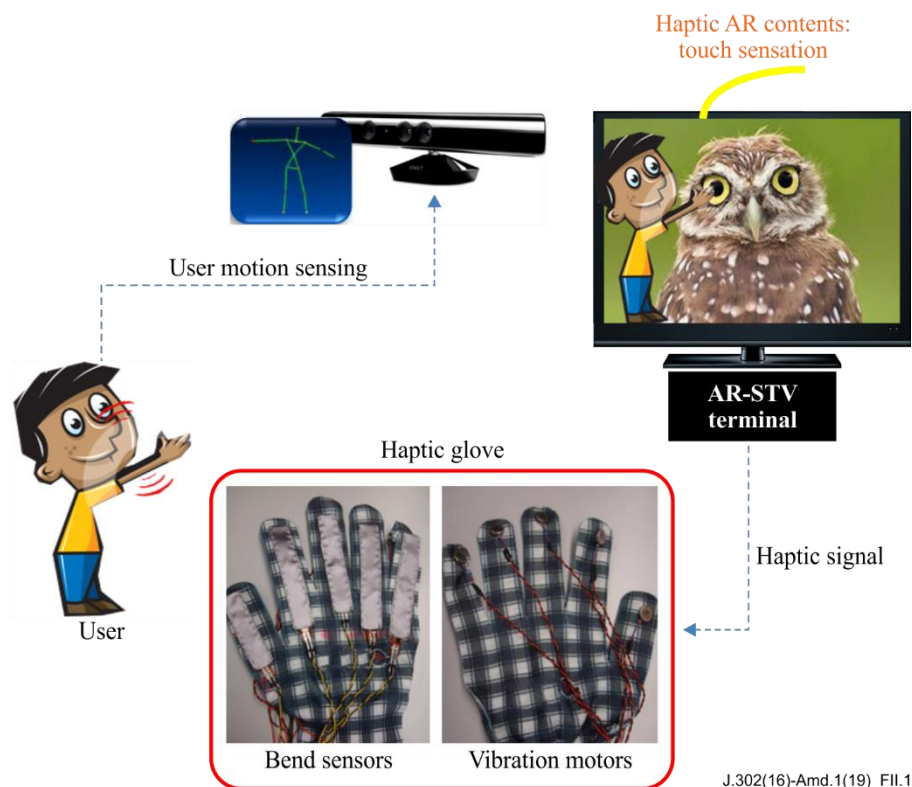 Haptic AR contents:
touch sensation
User motion sensing
AR-STV
terminal
Haptic glove
Haptic signal
User
Bend sensors
Vibration motors
J.302(16)-Amd.1(19)_FII.1